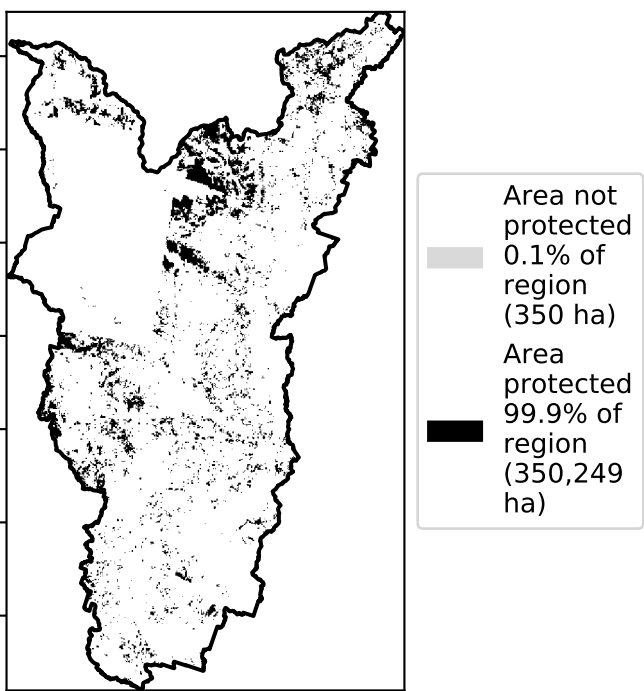 Area not
protected
0.1% of
region
(350 ha)
Area
protected
99.9% of
region
(350,249
ha)